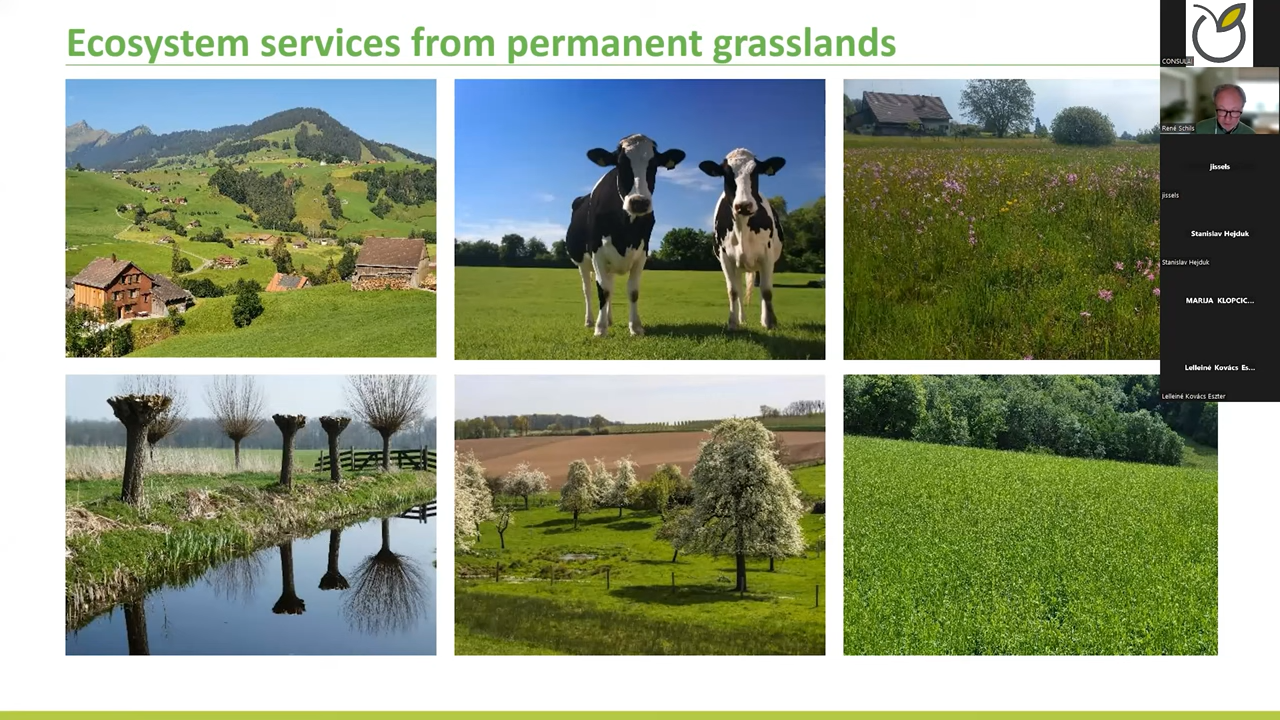 Ecosystem services from permanent grasslands
CONSULAI
René Schils
jissels
jissels
Stanislav Hejduk
Stanislav Hejduk
MARIJA KLOPCIC...
Lelleiné Kovács Es...
Lelleiné Kovács Eszter